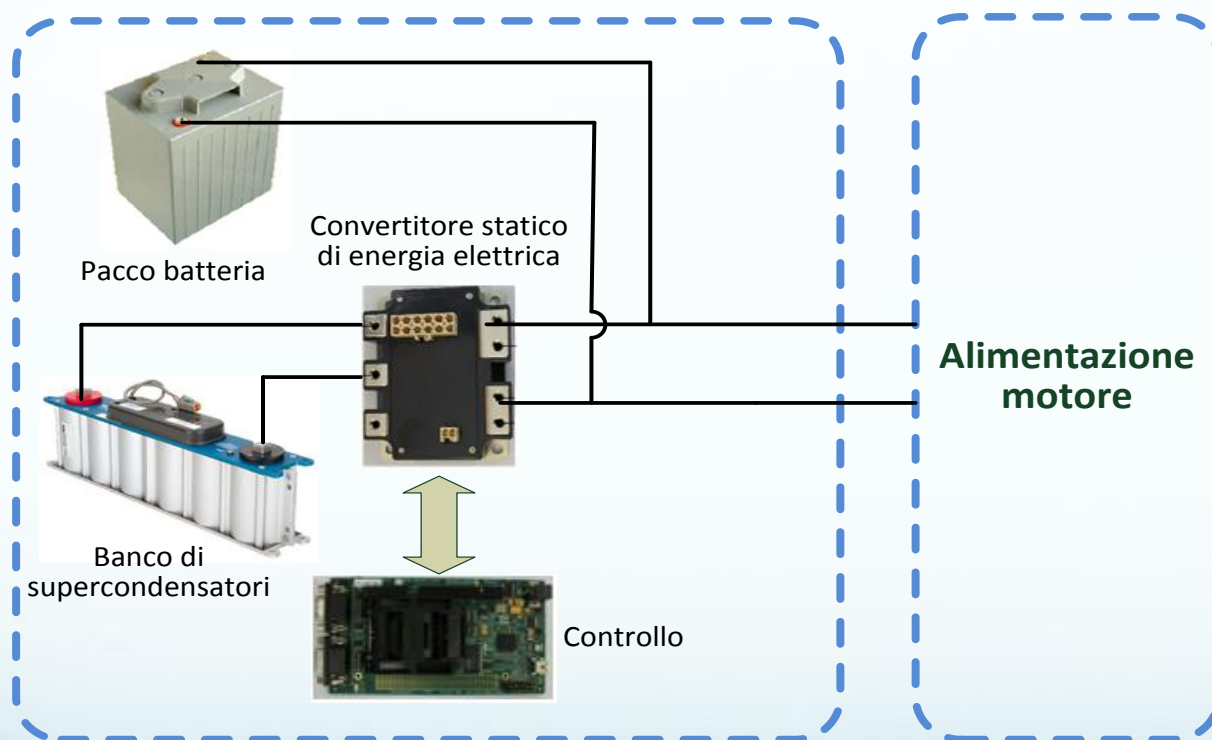 Pacco batteria
Convertitore statico
di energia elettrica
Banco di
supercondensatori
Controllo
Alimentazione
motore